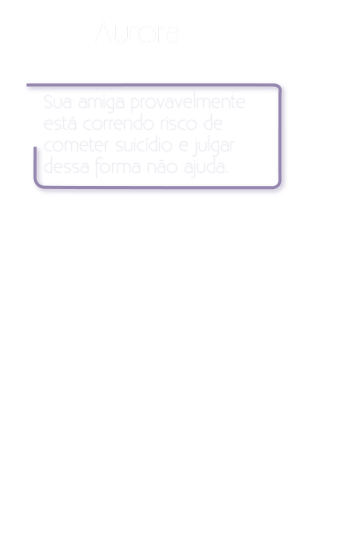 Aurora
Sua amiga provavelmente
está correndo risco de
cometer suicídio e julgar
dessa forma não ajuda.